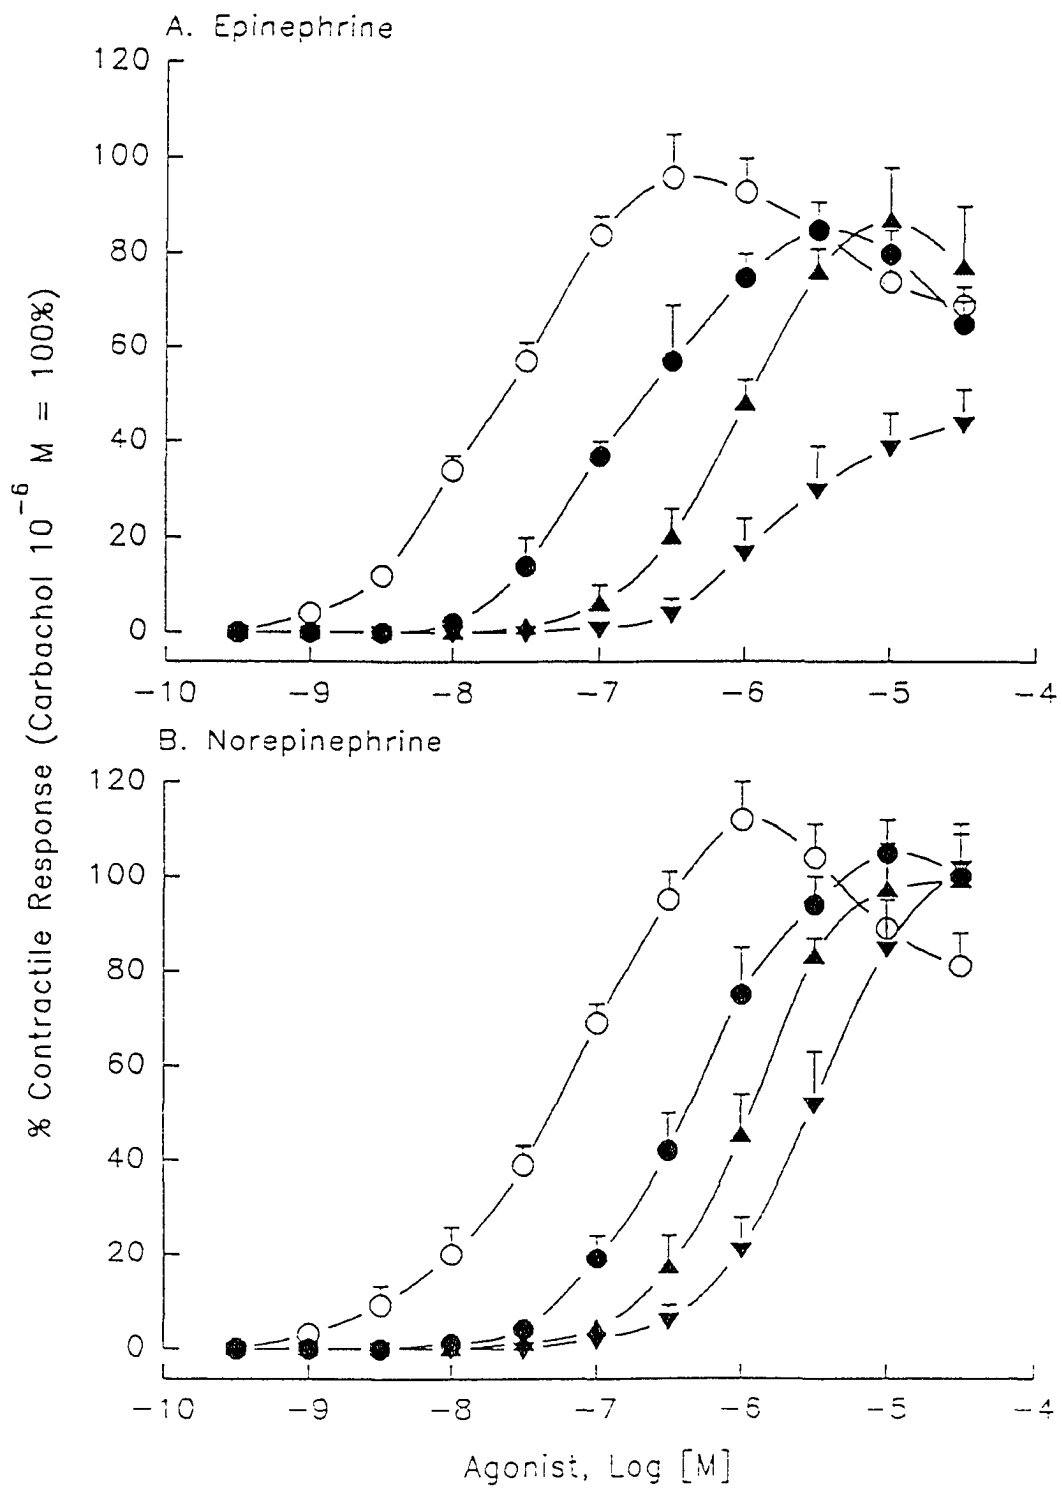 A. Epinephrine
120
100
80
60
40
20
0
-10 -9 -8 -7 -6 -5 -4
B. Norepinephrine
120
100
80
60
40
20
0
-10 -9 -8 -7 -6 -5 -4
Agonist, Log [M]
% Contractile Response (Carbachol 10⁻⁶ M = 100%)